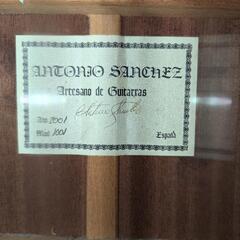 ANTONIO SANCHEZ
Artesano de Guitarras
Año 2001
Mod. 1001
España